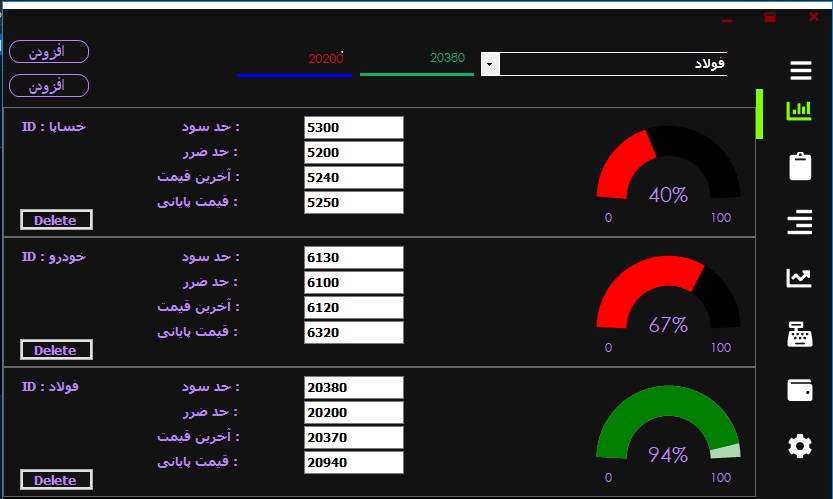 افزودن
20200
20380
فولاد
افزودن
ID : خساپا
حد سود :
5300
حد ضرر :
5200
آخرین قیمت :
5240
قیمت پایانی :
5250
40%
0
100
Delete
ID : خودرو
حد سود :
6130
حد ضرر :
6100
آخرین قیمت :
6120
قیمت پایانی :
6320
67%
0
100
Delete
ID : فولاد
حد سود :
20380
حد ضرر :
20200
آخرین قیمت :
20370
قیمت پایانی :
20940
94%
0
100
Delete